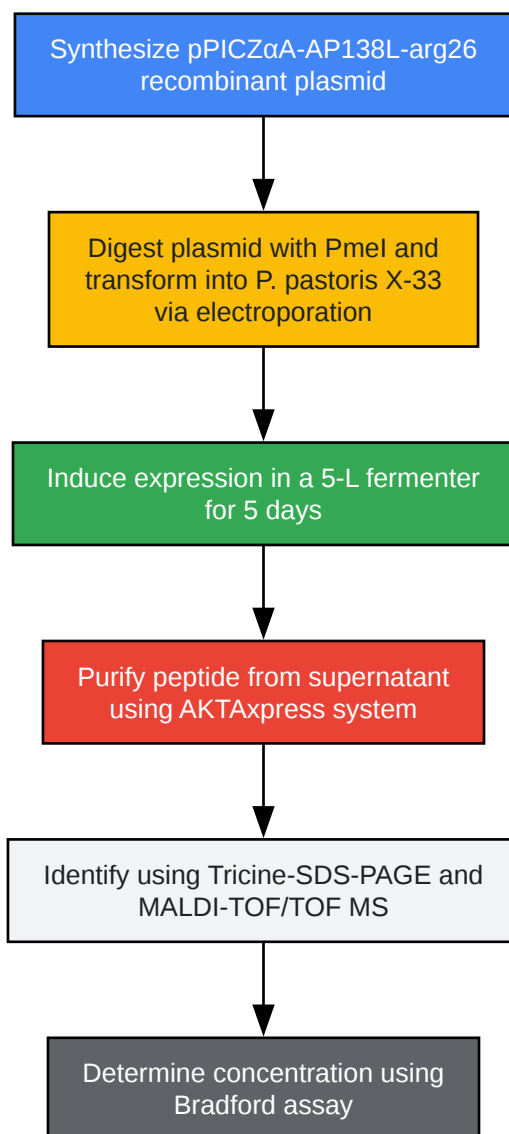 Synthesize pPICZαA-AP138L-arg26
recombinant plasmid
Digest plasmid with PmeI and
transform into P. pastoris X-33
via electroporation
Induce expression in a 5-L fermenter
for 5 days
Purify peptide from supernatant
using AKTAxpress system
Identify using Tricine-SDS-PAGE and
MALDI-TOF/TOF MS
Determine concentration using
Bradford assay